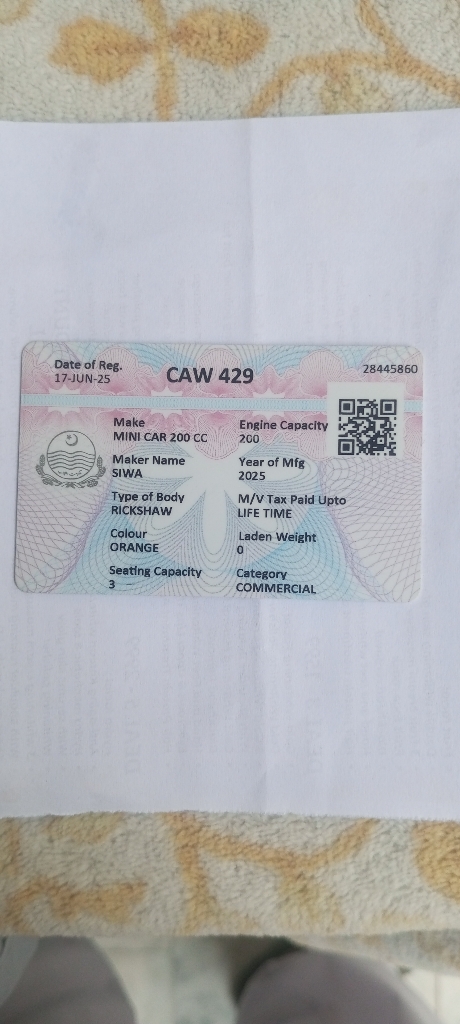 Date of Reg.
17-JUN-25
CAW 429
28445860
Make
MINI CAR 200 CC
Engine Capacity
200
Maker Name
SIWA
Year of Mfg
2025
Type of Body
RICKSHAW
M/V Tax Paid Upto
LIFE TIME
Colour
ORANGE
Laden Weight
0
Seating Capacity
3
Category
COMMERCIAL